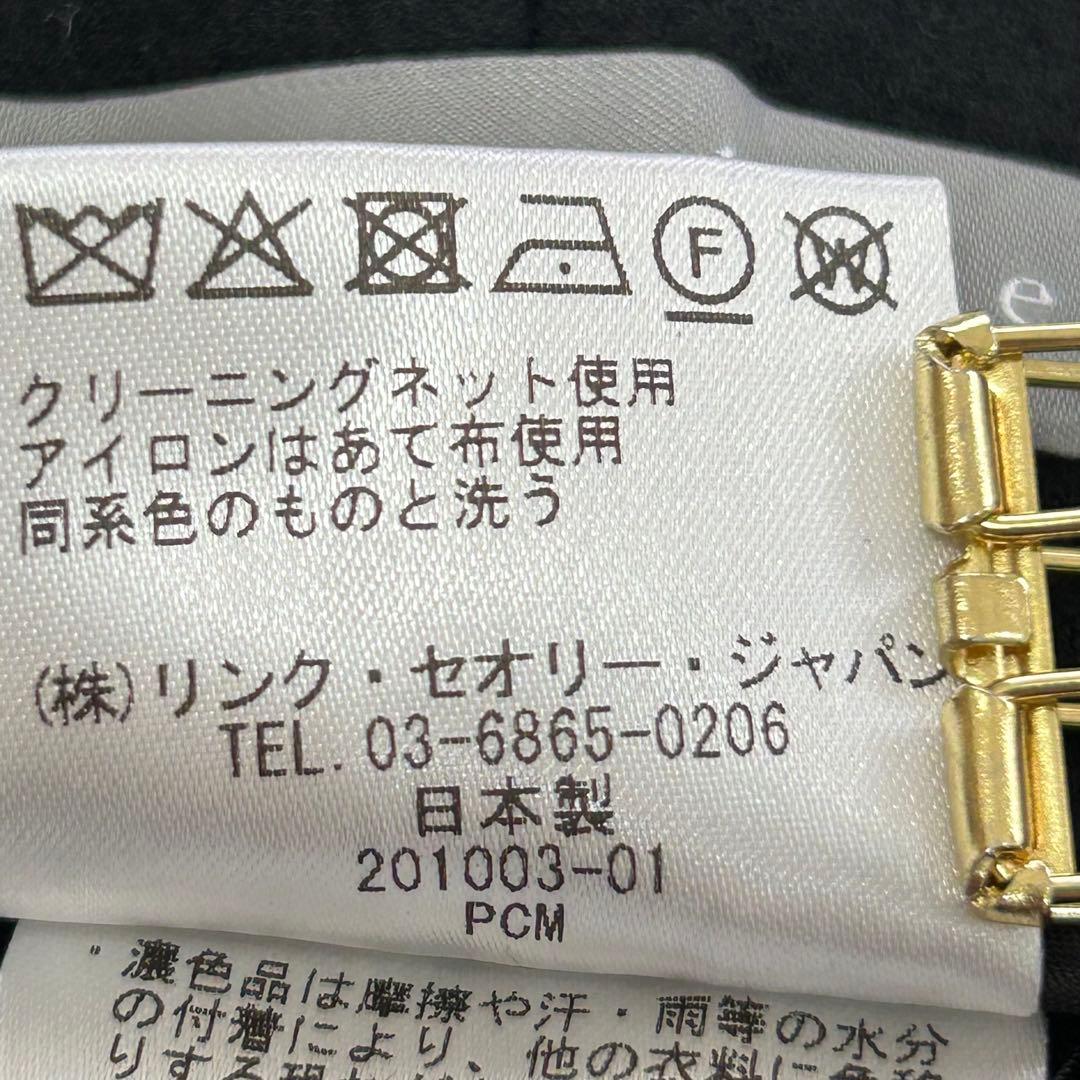 F W
e
クリーニングネット使用
アイロンはあて布使用
同系色のものと洗う
(株)リンク・セオリー・ジャパン
TEL. 03-6865-0206
日本製
201003-01
PCM
・濃色品は摩擦や汗・雨等の水分
の付着により、他の衣料に色移
りする